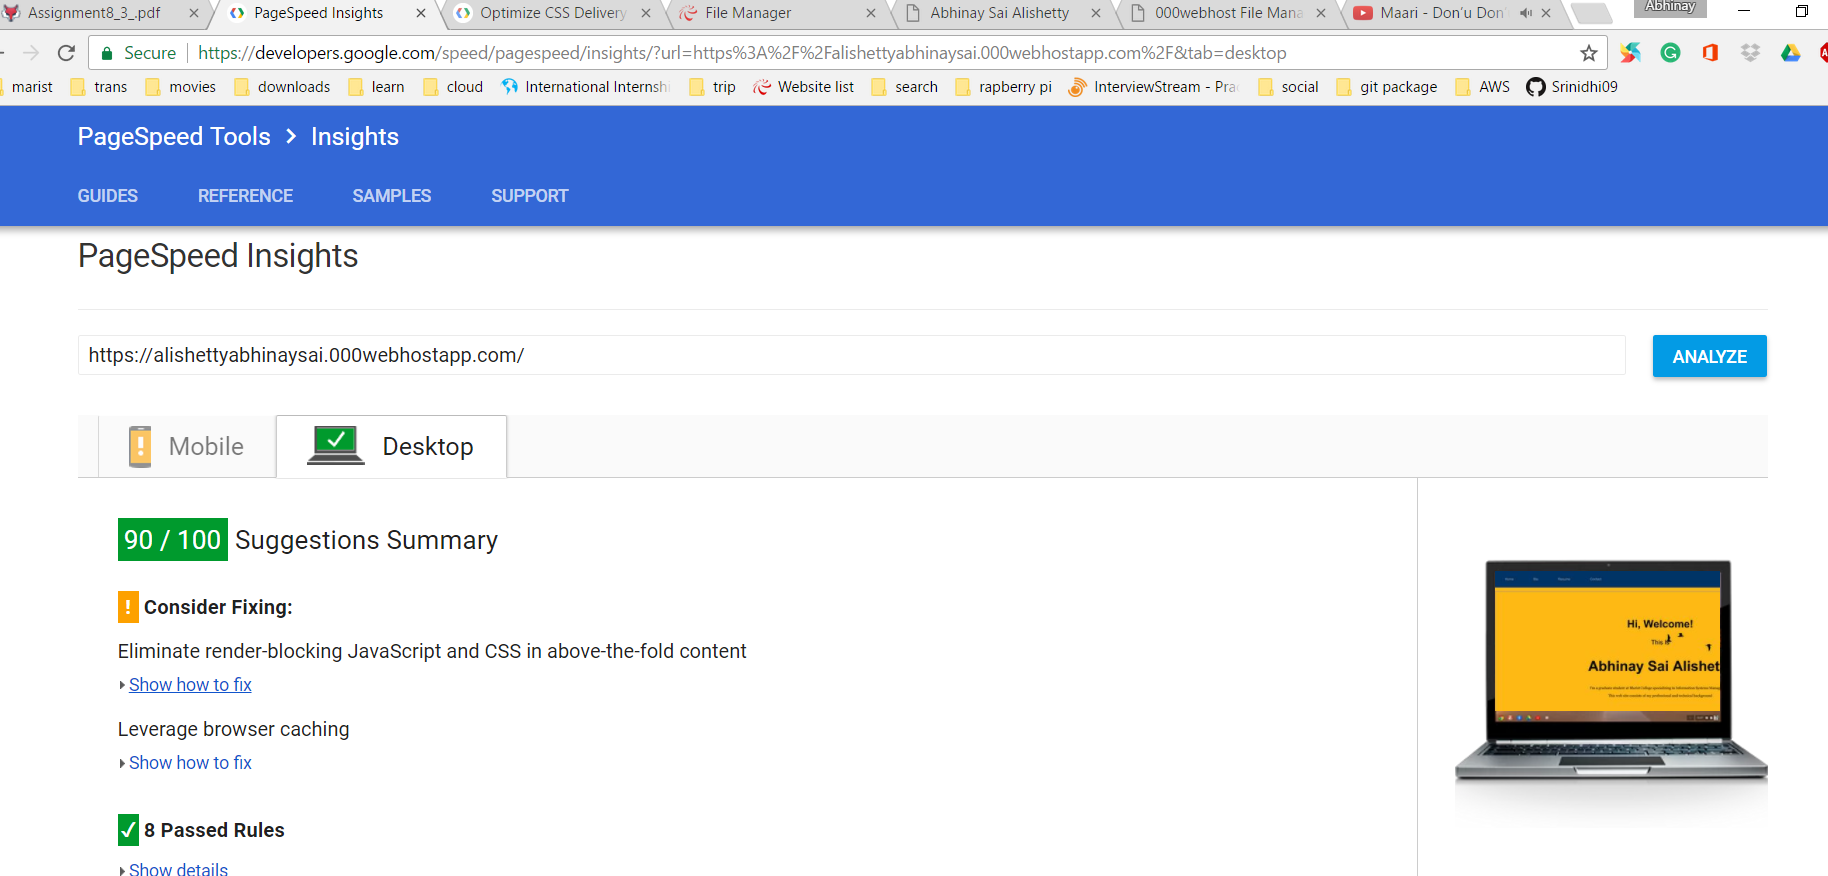 Assignment8_3_.pdf
PageSpeed Insights
Optimize CSS Delivery
File Manager
Abhinay Sai Alishetty
000webhost File Mana
Maari - Don'u Don'
Abhinay
Secure
https://developers.google.com/speed/pagespeed/insights/?url=https%3A%2F%2Falishettyabhinaysai.000webhostapp.com%2F&tab=desktop
marist
trans
movies
downloads
learn
cloud
International Internshi
trip
Website list
search
rapberry pi
InterviewStream - Prac
social
git package
AWS
Srinidhi09
PageSpeed Tools > Insights
GUIDES
REFERENCE
SAMPLES
SUPPORT
PageSpeed Insights
https://alishettyabhinaysai.000webhostapp.com/
ANALYZE
Mobile
Desktop
90 / 100 Suggestions Summary
! Consider Fixing:
Eliminate render-blocking JavaScript and CSS in above-the-fold content
Show how to fix
Leverage browser caching
Show how to fix
8 Passed Rules
Show details
Hi, Welcome!
This is
Abhinay Sai Alishet